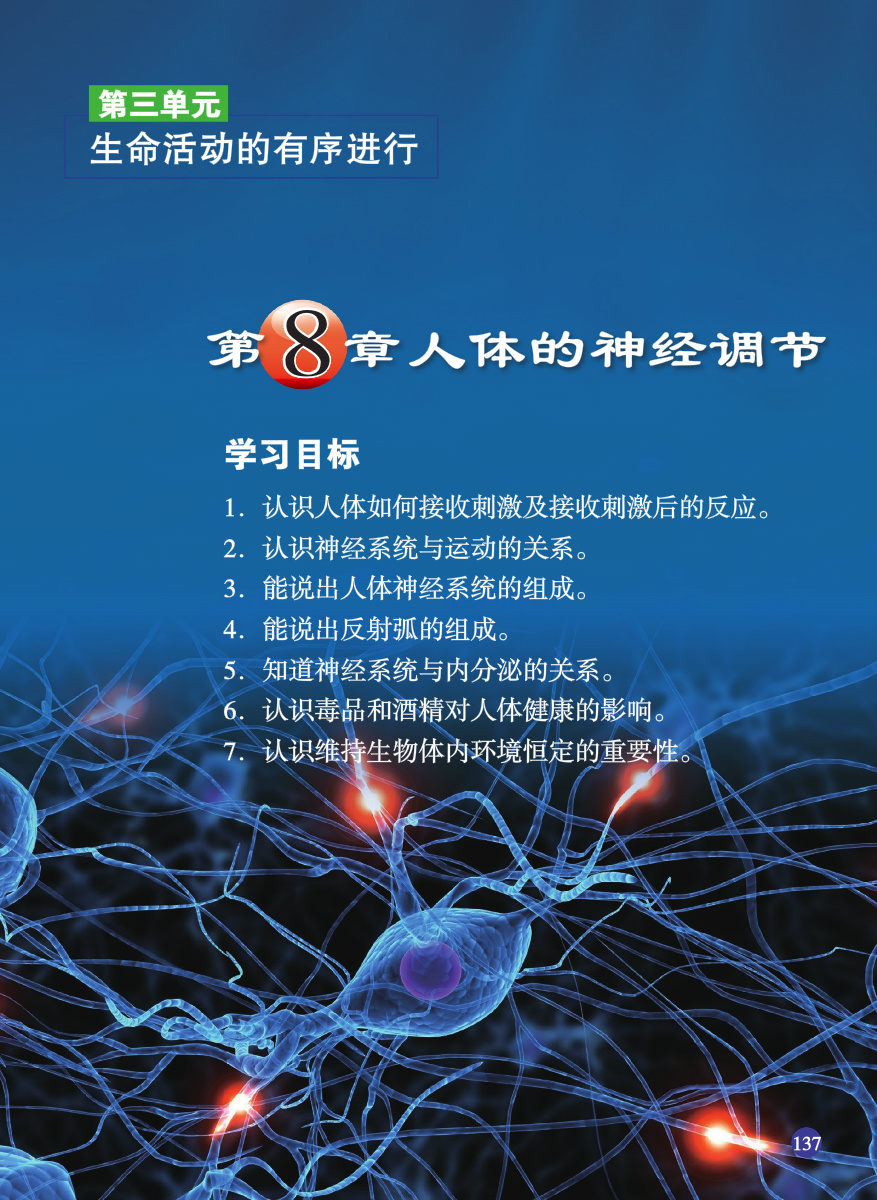 第三单元
生命活动的有序进行
第8章人体的神经调节
学习目标
1. 认识人体如何接收刺激及接收刺激后的反应。
2. 认识神经系统与运动的关系。
3. 能说出人体神经系统的组成。
4. 能说出反射弧的组成。
5. 知道神经系统与内分泌的关系。
6. 认识毒品和酒精对人体健康的影响。
7. 认识维持生物体内环境恒定的重要性。
137